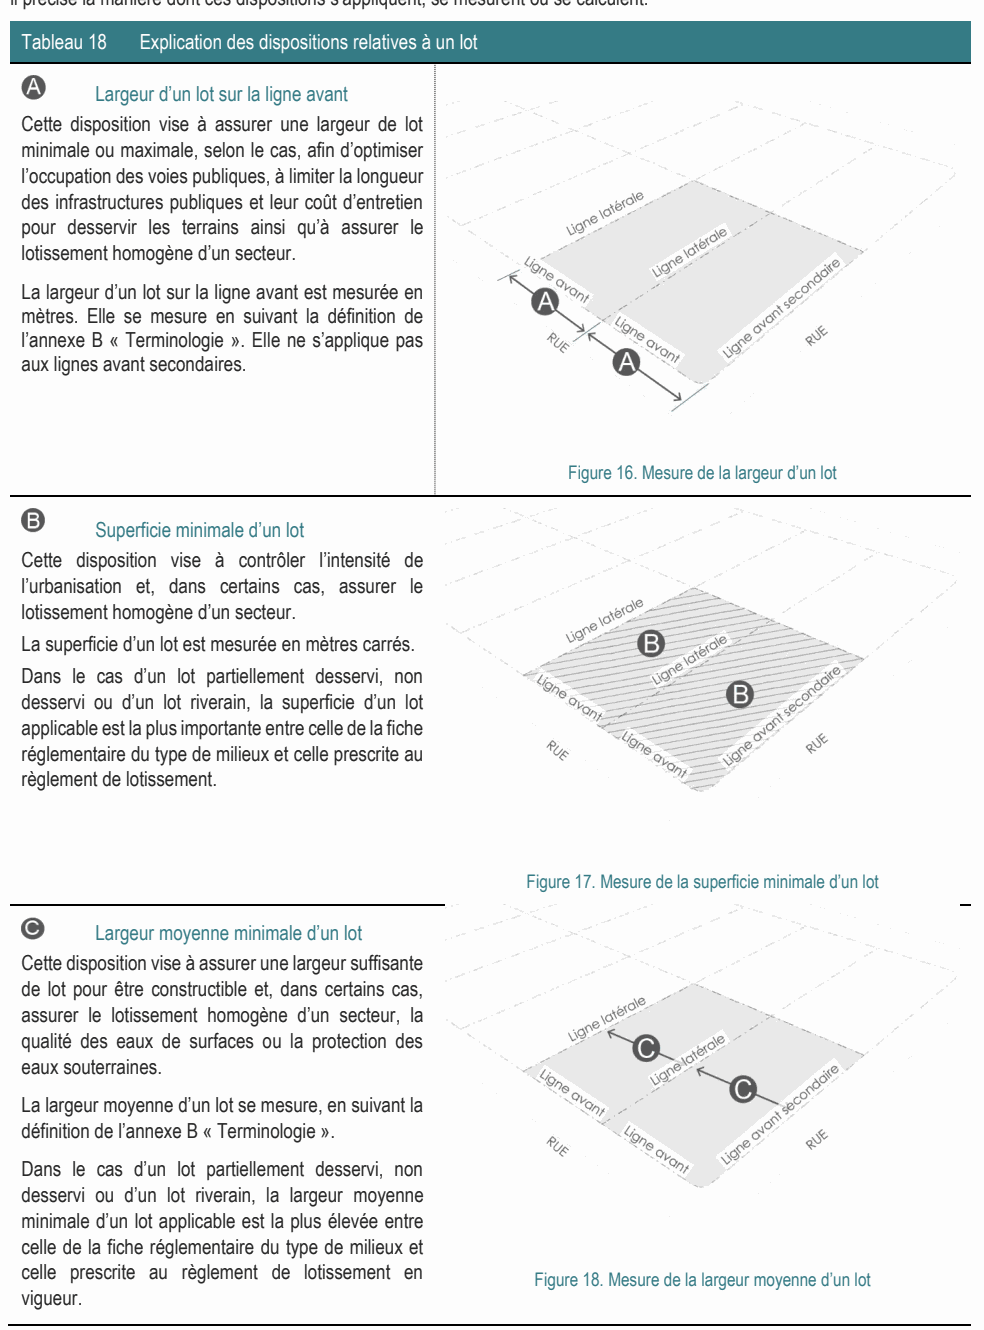 il précise la manière dont ces dispositions s'appliquent, se mesurent ou se calculent.
Tableau 18 Explication des dispositions relatives à un lot
A Largeur d'un lot sur la ligne avant
Cette disposition vise à assurer une largeur de lot
minimale ou maximale, selon le cas, afin d'optimiser
l'occupation des voies publiques, à limiter la longueur
des infrastructures publiques et leur coût d'entretien
pour desservir les terrains ainsi qu'à assurer le
lotissement homogène d'un secteur.
La largeur d'un lot sur la ligne avant est mesurée en
mètres. Elle se mesure en suivant la définition de
l'annexe B « Terminologie ». Elle ne s'applique pas
aux lignes avant secondaires.
Ligne latérale
Ligne latérale
Ligne avant
A
Ligne avant
A
Ligne avant secondaire
RUE
RUE
Figure 16. Mesure de la largeur d'un lot
B Superficie minimale d'un lot
Cette disposition vise à contrôler l'intensité de
l'urbanisation et, dans certains cas, assurer le
lotissement homogène d'un secteur.
La superficie d'un lot est mesurée en mètres carrés.
Dans le cas d'un lot partiellement desservi, non
desservi ou d'un lot riverain, la superficie d'un lot
applicable est la plus importante entre celle de la fiche
réglementaire du type de milieux et celle prescrite au
règlement de lotissement.
Ligne latérale
B
Ligne latérale
B
Ligne avant
Ligne avant
Ligne avant secondaire
RUE
RUE
Figure 17. Mesure de la superficie minimale d'un lot
C Largeur moyenne minimale d'un lot
Cette disposition vise à assurer une largeur suffisante
de lot pour être constructible et, dans certains cas,
assurer le lotissement homogène d'un secteur, la
qualité des eaux de surfaces ou la protection des
eaux souterraines.
La largeur moyenne d'un lot se mesure, en suivant la
définition de l'annexe B « Terminologie ».
Dans le cas d'un lot partiellement desservi, non
desservi ou d'un lot riverain, la largeur moyenne
minimale d'un lot applicable est la plus élevée entre
celle de la fiche réglementaire du type de milieux et
celle prescrite au règlement de lotissement en
vigueur.
Ligne latérale
C
Ligne latérale
C
Ligne avant
Ligne avant
Ligne avant secondaire
RUE
RUE
Figure 18. Mesure de la largeur moyenne d'un lot